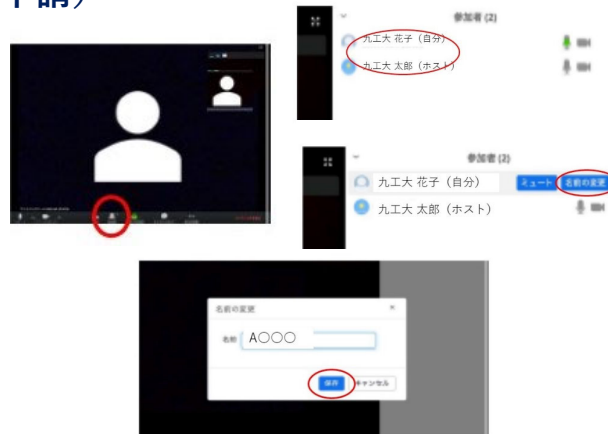 申請）
参加者 (2)
九工大 花子（自分）
九工大 太郎（ホスト）
参加者 (2)
九工大 花子（自分）
ミュート
名前の変更
九工大 太郎（ホスト）
名前の変更
×
名前
A〇〇〇
保存
キャンセル